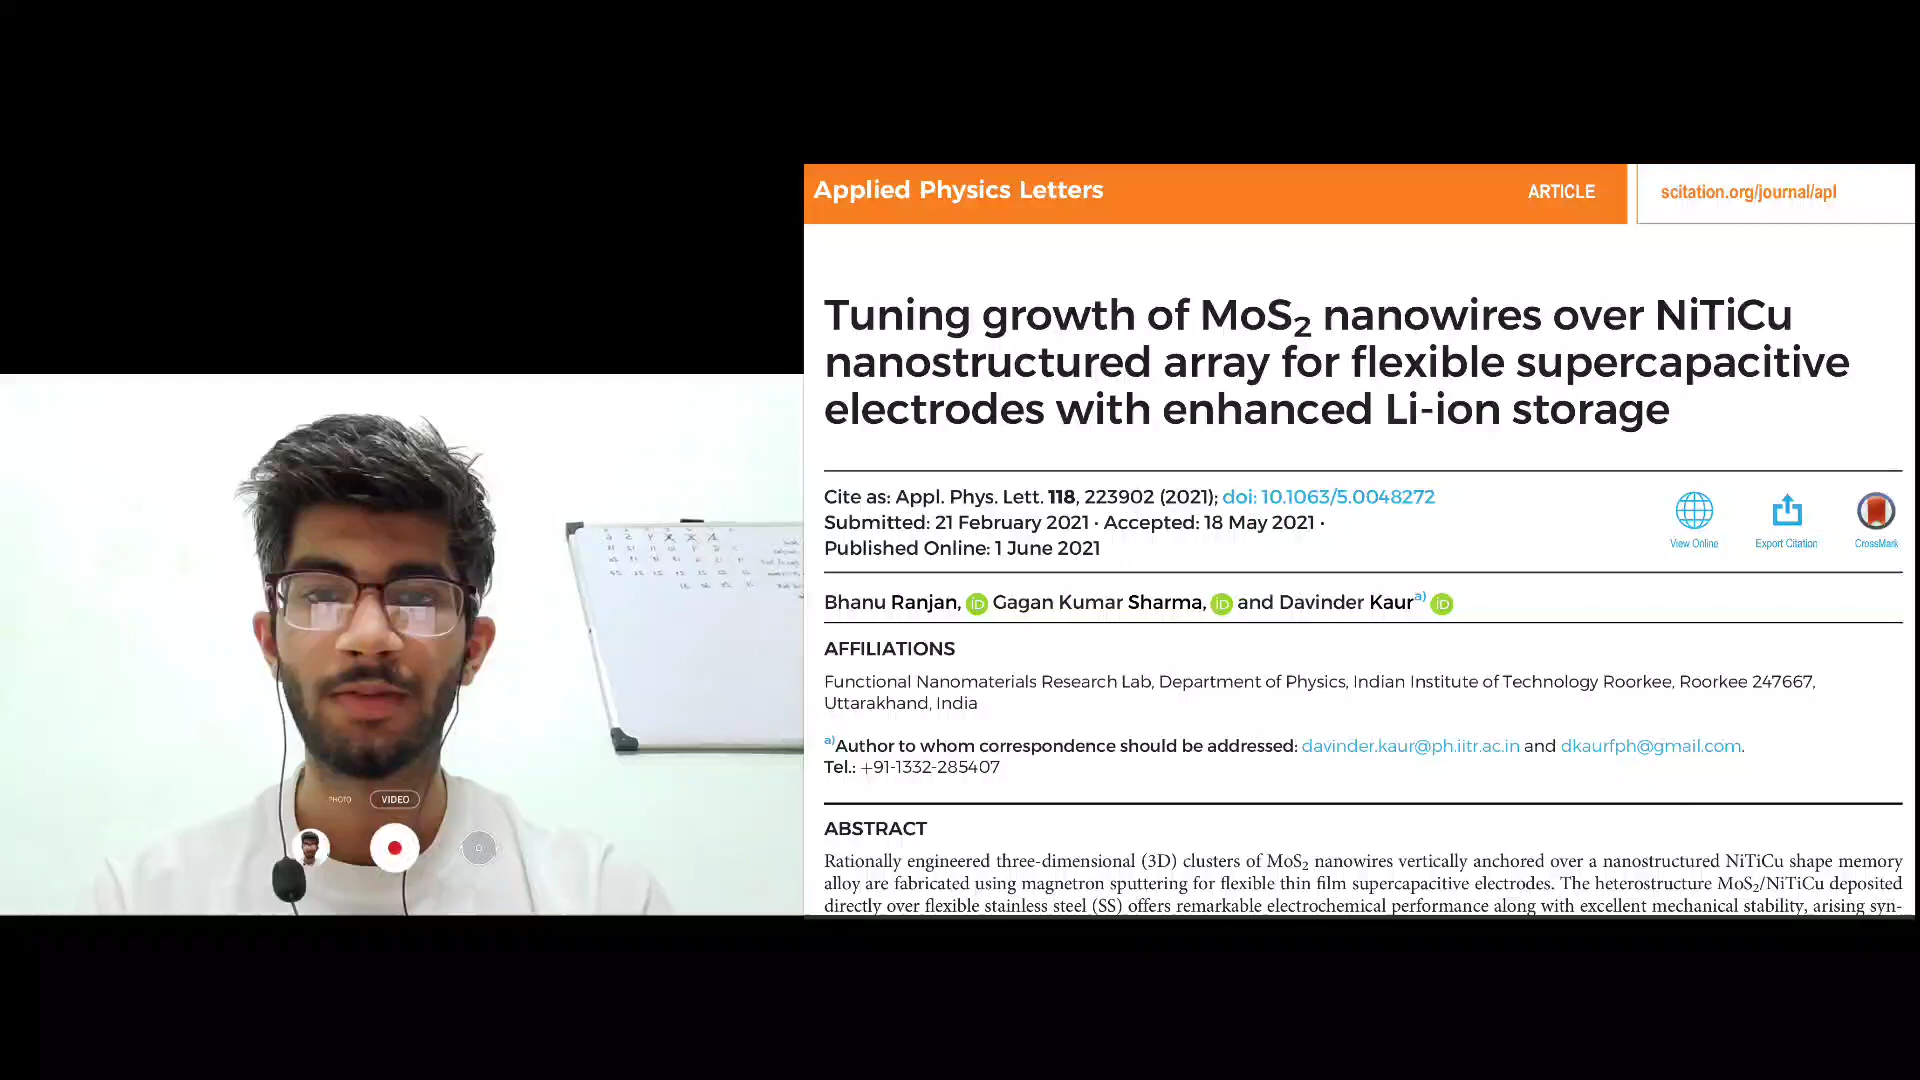 Applied Physics Letters
ARTICLE
scitation.org/journal/apl
Tuning growth of MoS2 nanowires over NiTiCu
nanostructured array for flexible supercapacitive
electrodes with enhanced Li-ion storage
Cite as: Appl. Phys. Lett. 118, 223902 (2021); doi: 10.1063/5.0048272
Submitted: 21 February 2021 · Accepted: 18 May 2021 ·
Published Online: 1 June 2021
View Online
Export Citation
CrossMark
Bhanu Ranjan, iD Gagan Kumar Sharma, iD and Davinder Kaur a) iD
AFFILIATIONS
Functional Nanomaterials Research Lab, Department of Physics, Indian Institute of Technology Roorkee, Roorkee 247667,
Uttarakhand, India
a)Author to whom correspondence should be addressed: davinder.kaur@ph.iitr.ac.in and dkaurfph@gmail.com.
Tel.: +91-1332-285407
ABSTRACT
Rationally engineered three-dimensional (3D) clusters of MoS2 nanowires vertically anchored over a nanostructured NiTiCu shape memory
alloy are fabricated using magnetron sputtering for flexible thin film supercapacitive electrodes. The heterostructure MoS2/NiTiCu deposited
directly over flexible stainless steel (SS) offers remarkable electrochemical performance along with excellent mechanical stability, arising syn-
PHOTO
VIDEO